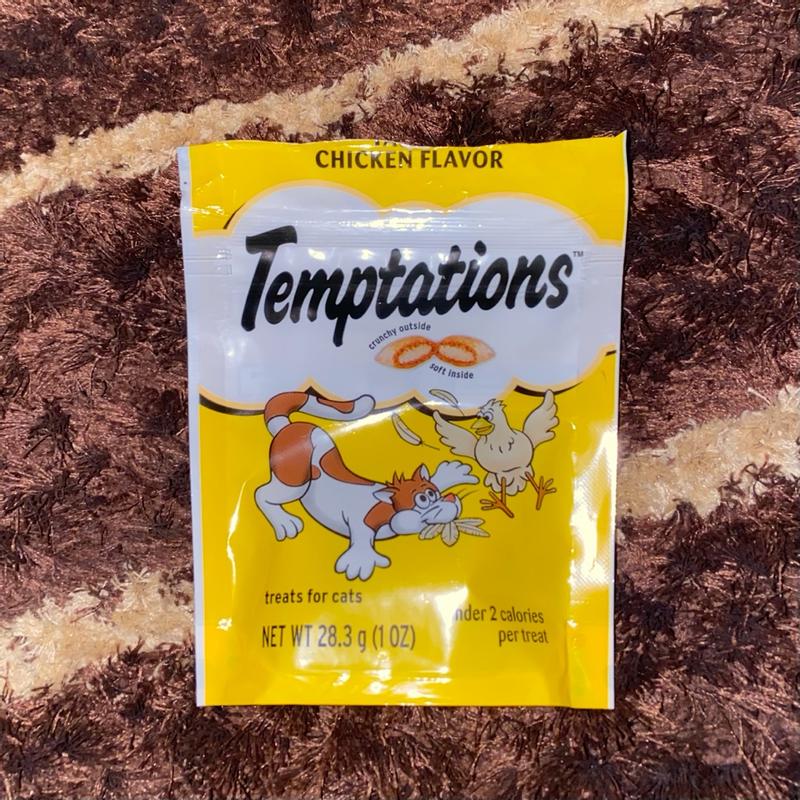 CHICKEN FLAVOR
Temptations™
crunchy outside
soft inside
treats for cats
NET WT 28.3 g (1 OZ)
nder 2 calories
per treat